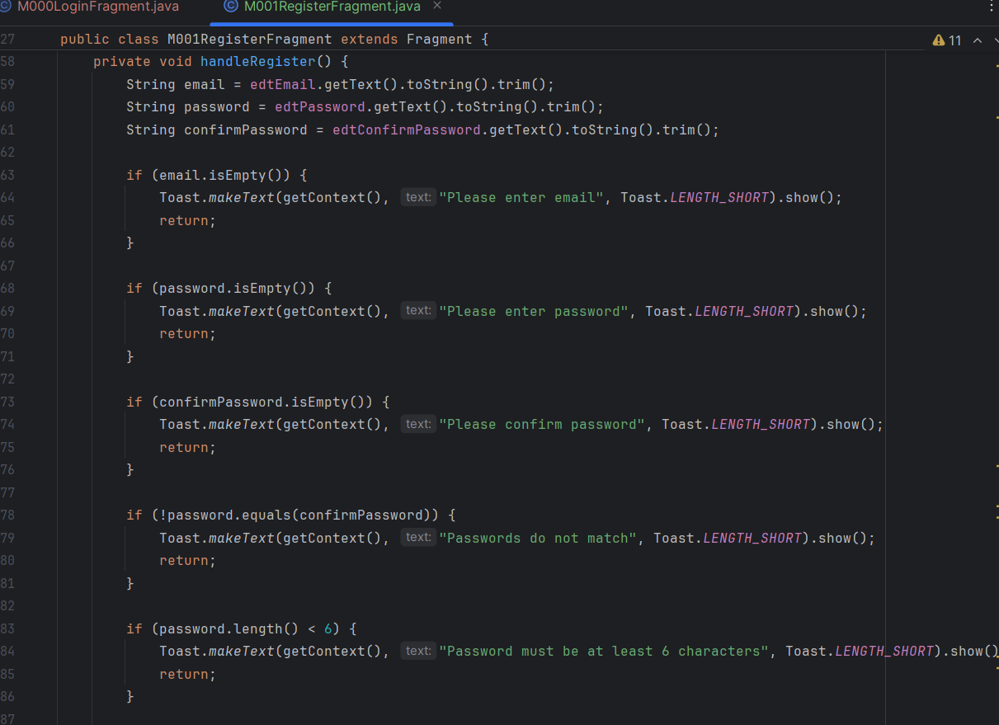 M000LoginFragment.java M001RegisterFragment.java
27 public class M001RegisterFragment extends Fragment { 11
58 private void handleRegister() {
59 String email = edtEmail.getText().toString().trim();
60 String password = edtPassword.getText().toString().trim();
61 String confirmPassword = edtConfirmPassword.getText().toString().trim();
62
63 if (email.isEmpty()) {
64 Toast.makeText(getContext(), text: "Please enter email", Toast.LENGTH_SHORT).show();
65 return;
66 }
67
68 if (password.isEmpty()) {
69 Toast.makeText(getContext(), text: "Please enter password", Toast.LENGTH_SHORT).show();
70 return;
71 }
72
73 if (confirmPassword.isEmpty()) {
74 Toast.makeText(getContext(), text: "Please confirm password", Toast.LENGTH_SHORT).show();
75 return;
76 }
77
78 if (!password.equals(confirmPassword)) {
79 Toast.makeText(getContext(), text: "Passwords do not match", Toast.LENGTH_SHORT).show();
80 return;
81 }
82
83 if (password.length() < 6) {
84 Toast.makeText(getContext(), text: "Password must be at least 6 characters", Toast.LENGTH_SHORT).show()
85 return;
86 }
87